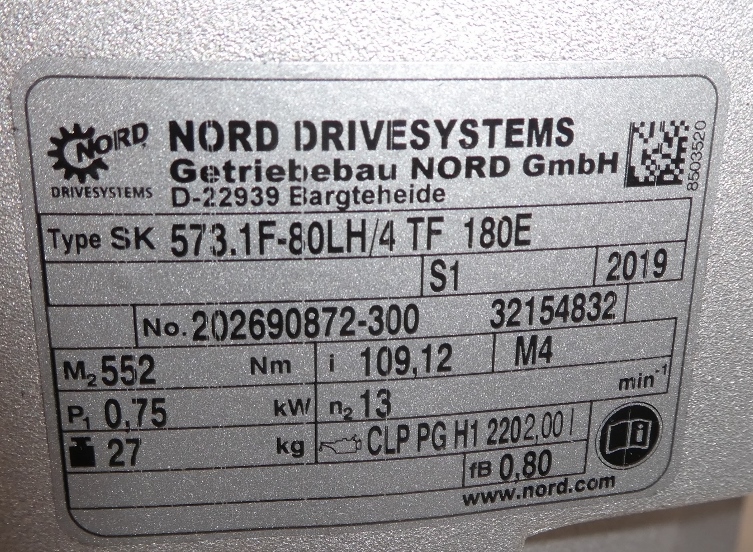 NORD
DRIVESYSTEMS
NORD DRIVESYSTEMS
Getriebebau NORD GmbH
D-22939 Bargteheide
8503520
Type SK 573.1F-80LH/4 TF 180E
S1 2019
No. 202690872-300 32154832
M2 552 Nm i 109,12 M4
P1 0,75 kW n2 13 min-1
27 kg CLP PG H1 220 2,00 l
fB 0,80
www.nord.com